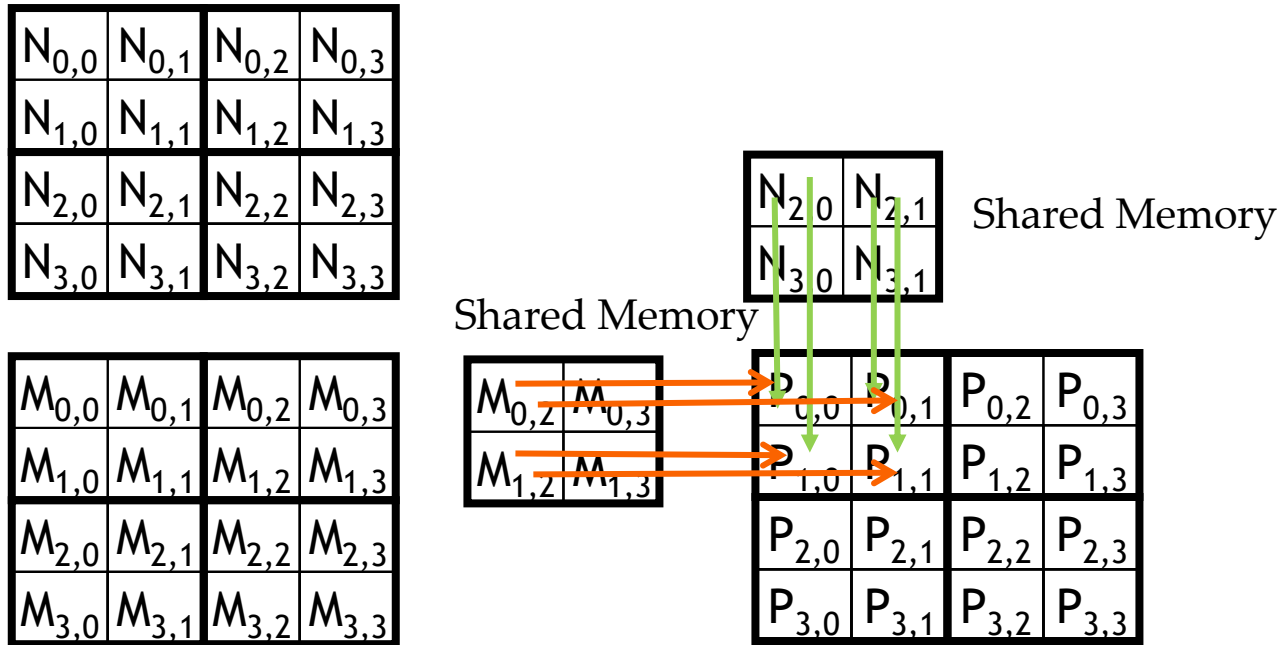 N0,0 N0,1 N0,2 N0,3
N1,0 N1,1 N1,2 N1,3
N2,0 N2,1 N2,2 N2,3
N3,0 N3,1 N3,2 N3,3
N2,0 N2,1
N3,0 N3,1
Shared Memory
Shared Memory
M0,0 M0,1 M0,2 M0,3
M1,0 M1,1 M1,2 M1,3
M2,0 M2,1 M2,2 M2,3
M3,0 M3,1 M3,2 M3,3
M0,2 M0,3
M1,2 M1,3
P0,0 P0,1 P0,2 P0,3
P1,0 P1,1 P1,2 P1,3
P2,0 P2,1 P2,2 P2,3
P3,0 P3,1 P3,2 P3,3